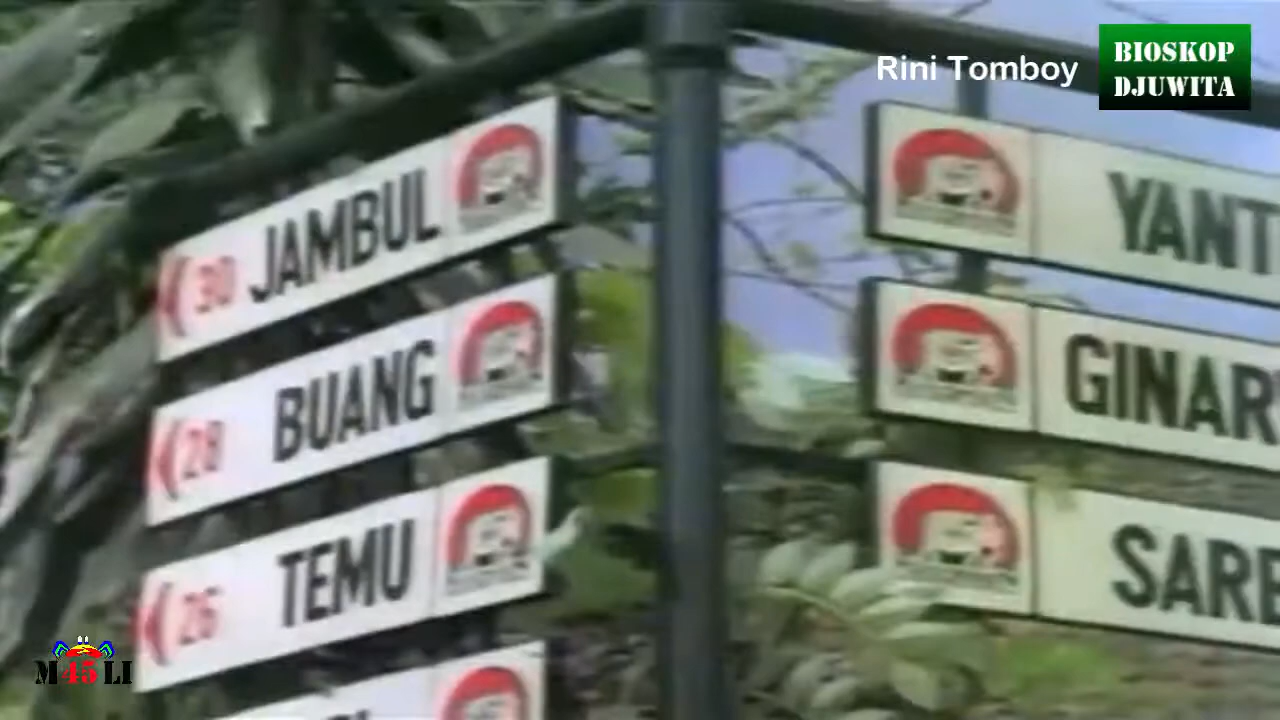 Rini Tomboy
BIOSKOP
DJUWITA
30 JAMBUL
28 BUANG
26 TEMU
YANT
GINAR
SARE
M45LI